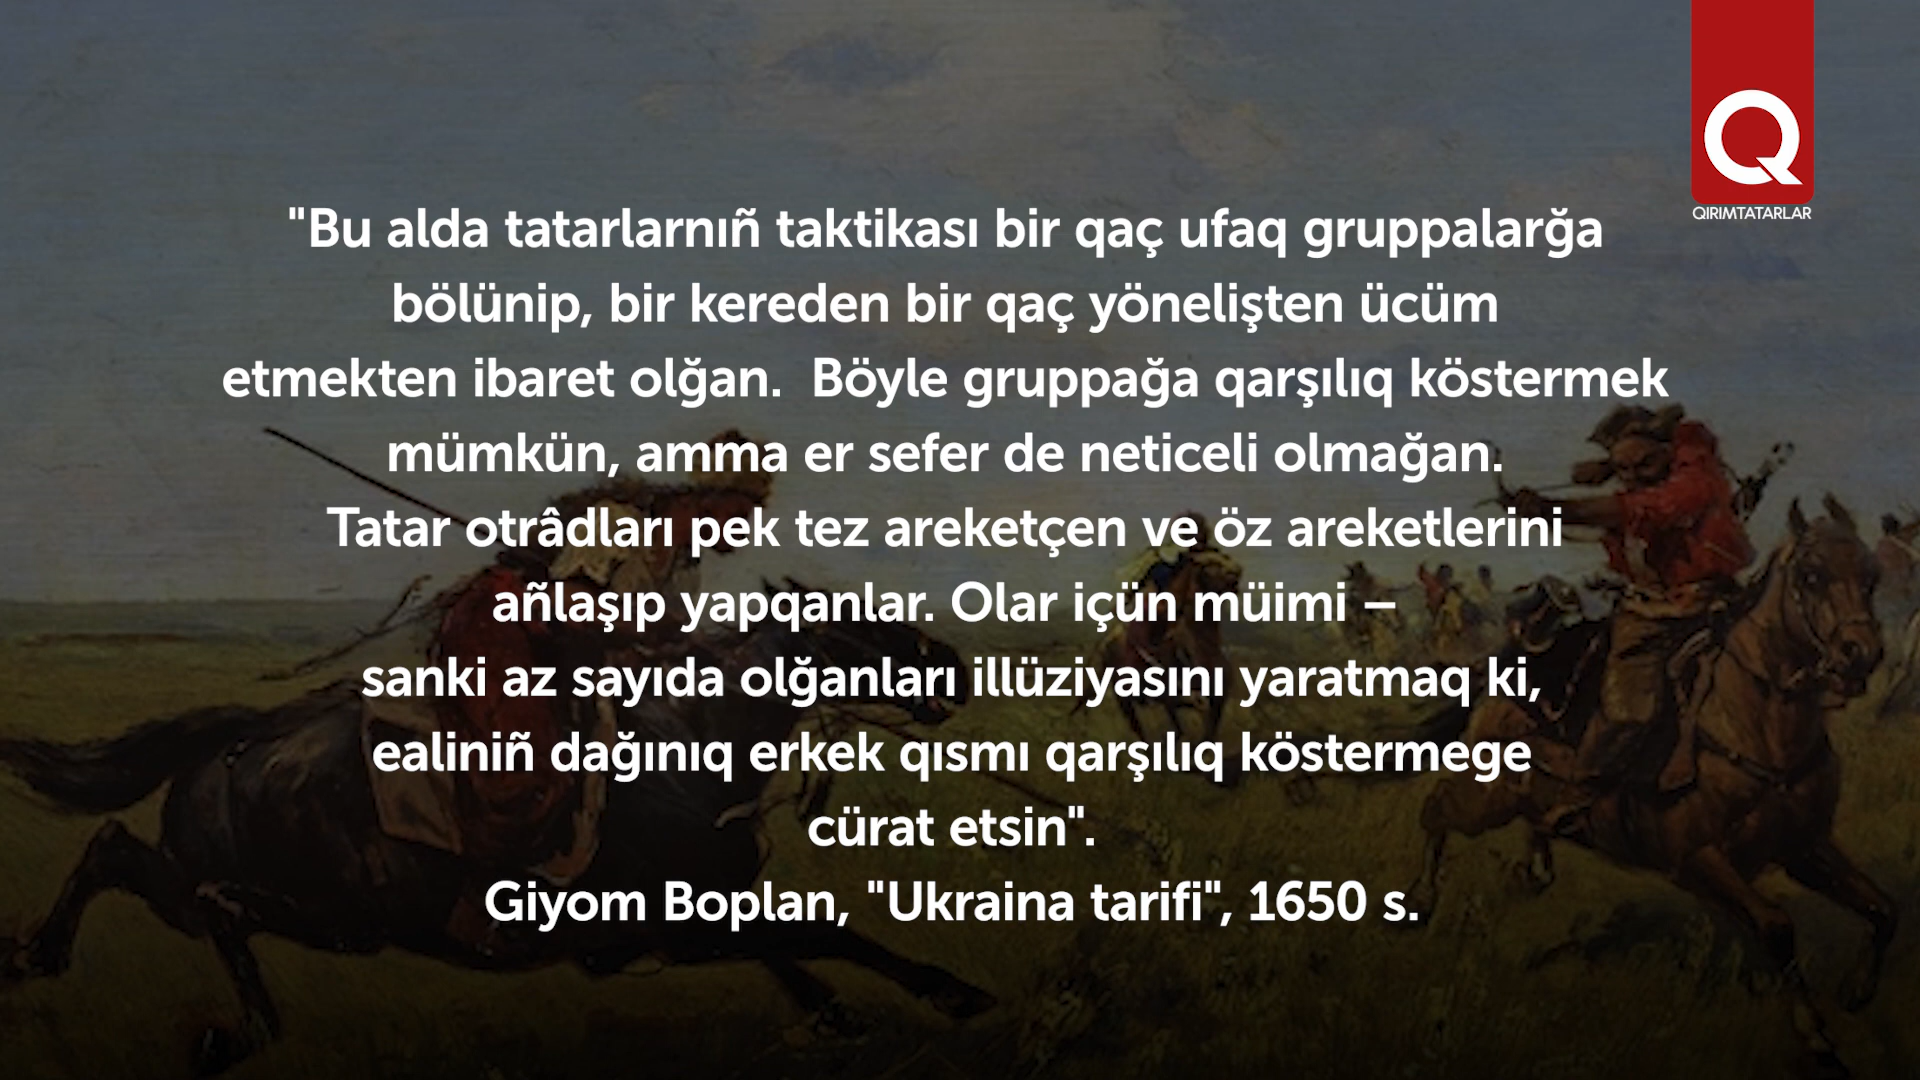 QIRIMTATARLAR
"Bu alda tatarlarnıñ taktikası bir qaç ufaq gruppalarğa
bölünip, bir kereden bir qaç yönelişten ücüm
etmekten ibaret olğan.  Böyle gruppağa qarşılıq köstermek
mümkün, amma er sefer de neticeli olmağan.
Tatar otrâdları pek tez areketçen ve öz areketlerini
añlaşıp yapqanlar. Olar içün müimi –
sanki az sayıda olğanları illüziyasını yaratmaq ki,
ealiniñ dağınıq erkek qısmı qarşılıq köstermege
cürat etsin".
Giyom Boplan, "Ukraina tarifi", 1650 s.